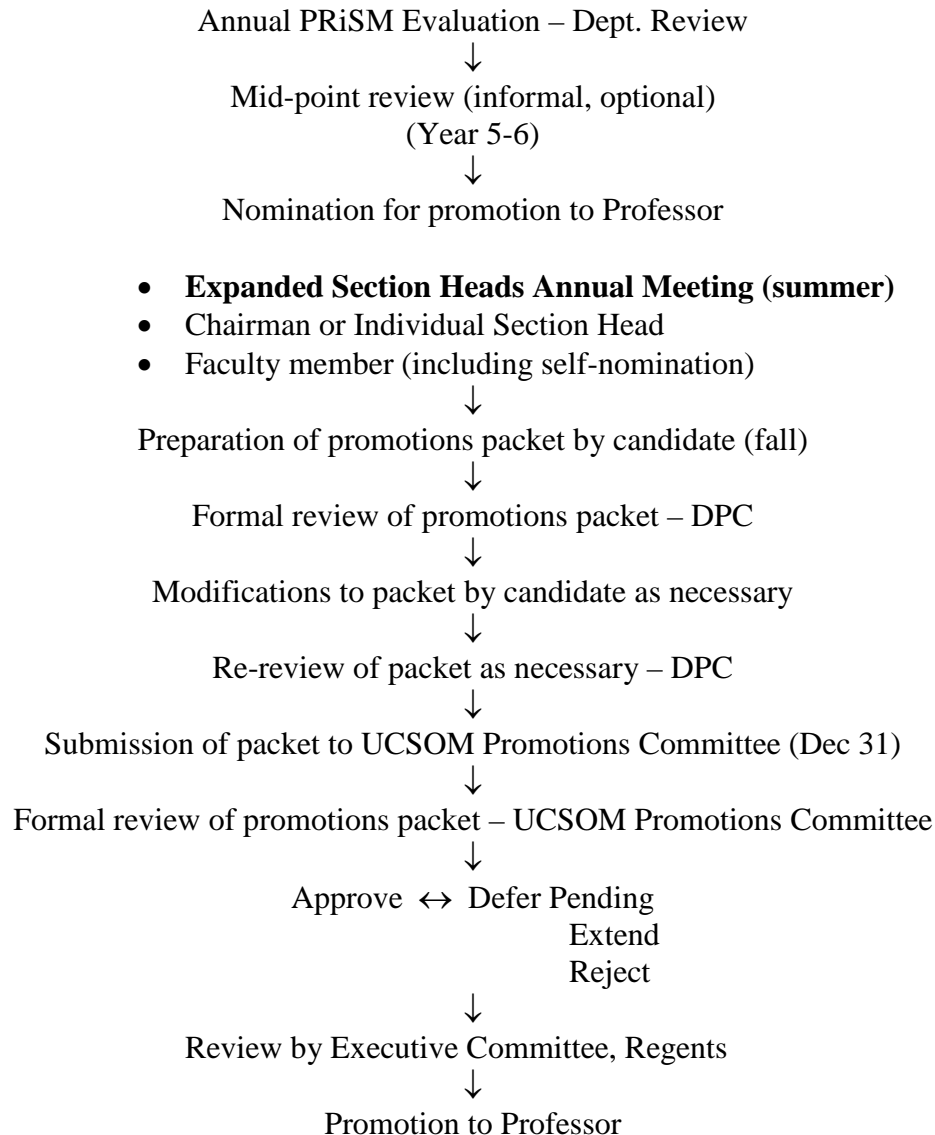 Annual PRiSM Evaluation – Dept. Review
↓
Mid-point review (informal, optional)
(Year 5-6)
↓
Nomination for promotion to Professor
• Expanded Section Heads Annual Meeting (summer)
• Chairman or Individual Section Head
• Faculty member (including self-nomination)
↓
Preparation of promotions packet by candidate (fall)
↓
Formal review of promotions packet – DPC
↓
Modifications to packet by candidate as necessary
↓
Re-review of packet as necessary – DPC
↓
Submission of packet to UCSOM Promotions Committee (Dec 31)
↓
Formal review of promotions packet – UCSOM Promotions Committee
↓
Approve ↔ Defer Pending
Extend
Reject
↓
Review by Executive Committee, Regents
↓
Promotion to Professor